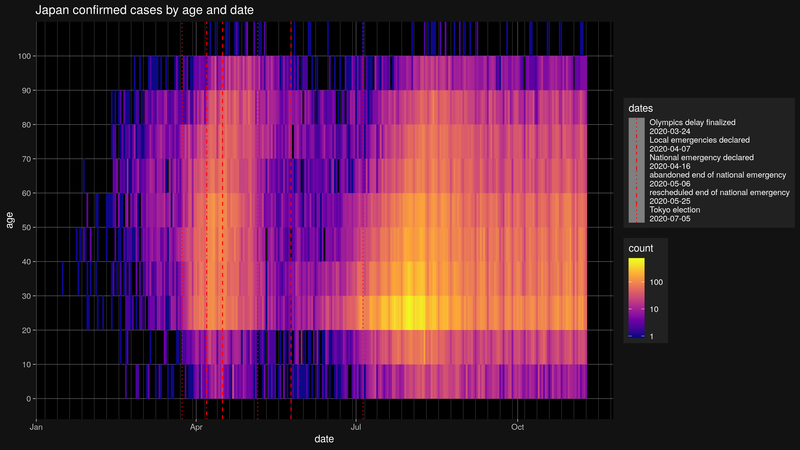 Japan confirmed cases by age and date
100
90
80
70
60
50
40
30
20
10
0
age
Jan
Apr
Jul
Oct
date
dates
Olympics delay finalized
2020-03-24
Local emergencies declared
2020-04-07
National emergency declared
2020-04-16
abandoned end of national emergency
2020-05-06
rescheduled end of national emergency
2020-05-25
Tokyo election
2020-07-05
count
100
10
1